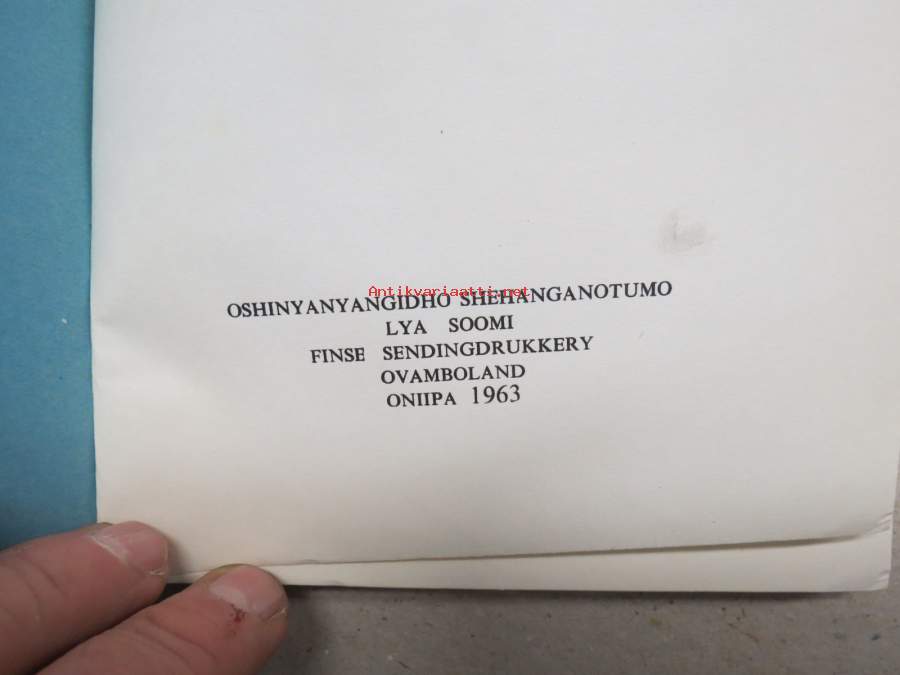 Antikvariaatti.net
OSHINYANYANGIDHO SHEHANGANOTUMO
LYA SOOMI
FINSE SENDINGDRUKKERY
OVAMBOLAND
ONIIPA 1963